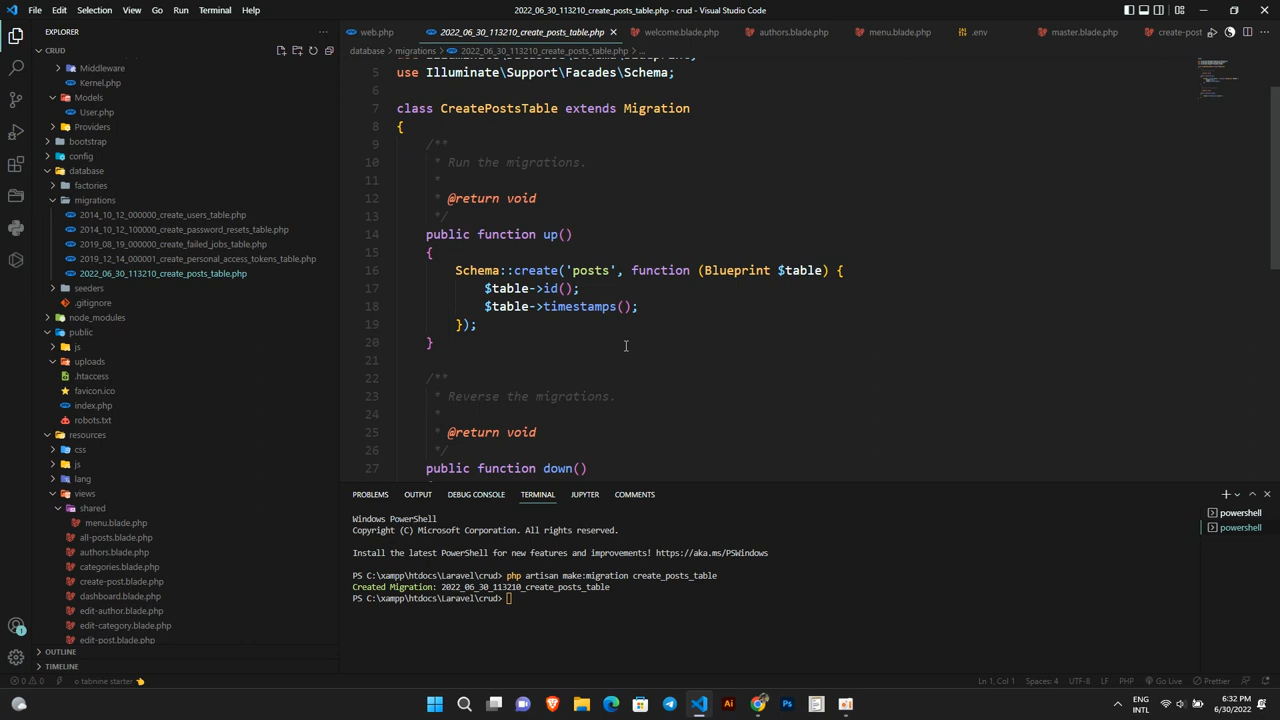 File Edit Selection View Go Run Terminal Help
2022_06_30_113210_create_posts_table.php - crud - Visual Studio Code
EXPLORER
CRUD
Middleware
Kernel.php
Models
User.php
Providers
bootstrap
config
database
factories
migrations
2014_10_12_000000_create_users_table.php
2014_10_12_100000_create_password_resets_table.php
2019_08_19_000000_create_failed_jobs_table.php
2019_12_14_000001_create_personal_access_tokens_table.php
2022_06_30_113210_create_posts_table.php
seeders
.gitignore
node_modules
public
js
uploads
.htaccess
favicon.ico
index.php
robots.txt
resources
css
js
lang
views
shared
menu.blade.php
all-posts.blade.php
authors.blade.php
categories.blade.php
create-post.blade.php
dashboard.blade.php
edit-author.blade.php
edit-category.blade.php
edit-post.blade.php
OUTLINE
TIMELINE
web.php 2022_06_30_113210_create_posts_table.php welcome.blade.php authors.blade.php menu.blade.php .env master.blade.php create-post
database > migrations > 2022_06_30_113210_create_posts_table.php > ...
5 use Illuminate\Support\Facades\Schema;
6
7 class CreatePostsTable extends Migration
8 {
9 /**
10 * Run the migrations.
11 *
12 * @return void
13 */
14 public function up()
15 {
16 Schema::create('posts', function (Blueprint $table) {
17 $table->id();
18 $table->timestamps();
19 });
20 }
21
22 /**
23 * Reverse the migrations.
24 *
25 * @return void
26 */
27 public function down()
PROBLEMS OUTPUT DEBUG CONSOLE TERMINAL JUPYTER COMMENTS
Windows PowerShell
Copyright (C) Microsoft Corporation. All rights reserved.
Install the latest PowerShell for new features and improvements! https://aka.ms/PSWindows
PS C:\xampp\htdocs\Laravel\crud> php artisan make:migration create_posts_table
Created Migration: 2022_06_30_113210_create_posts_table
PS C:\xampp\htdocs\Laravel\crud>
powershell
powershell
0 0 tabnine starter
Ln 1, Col 1 Spaces: 4 UTF-8 LF PHP Go Live Prettier
ENG
INTL
6:32 PM
6/30/2022